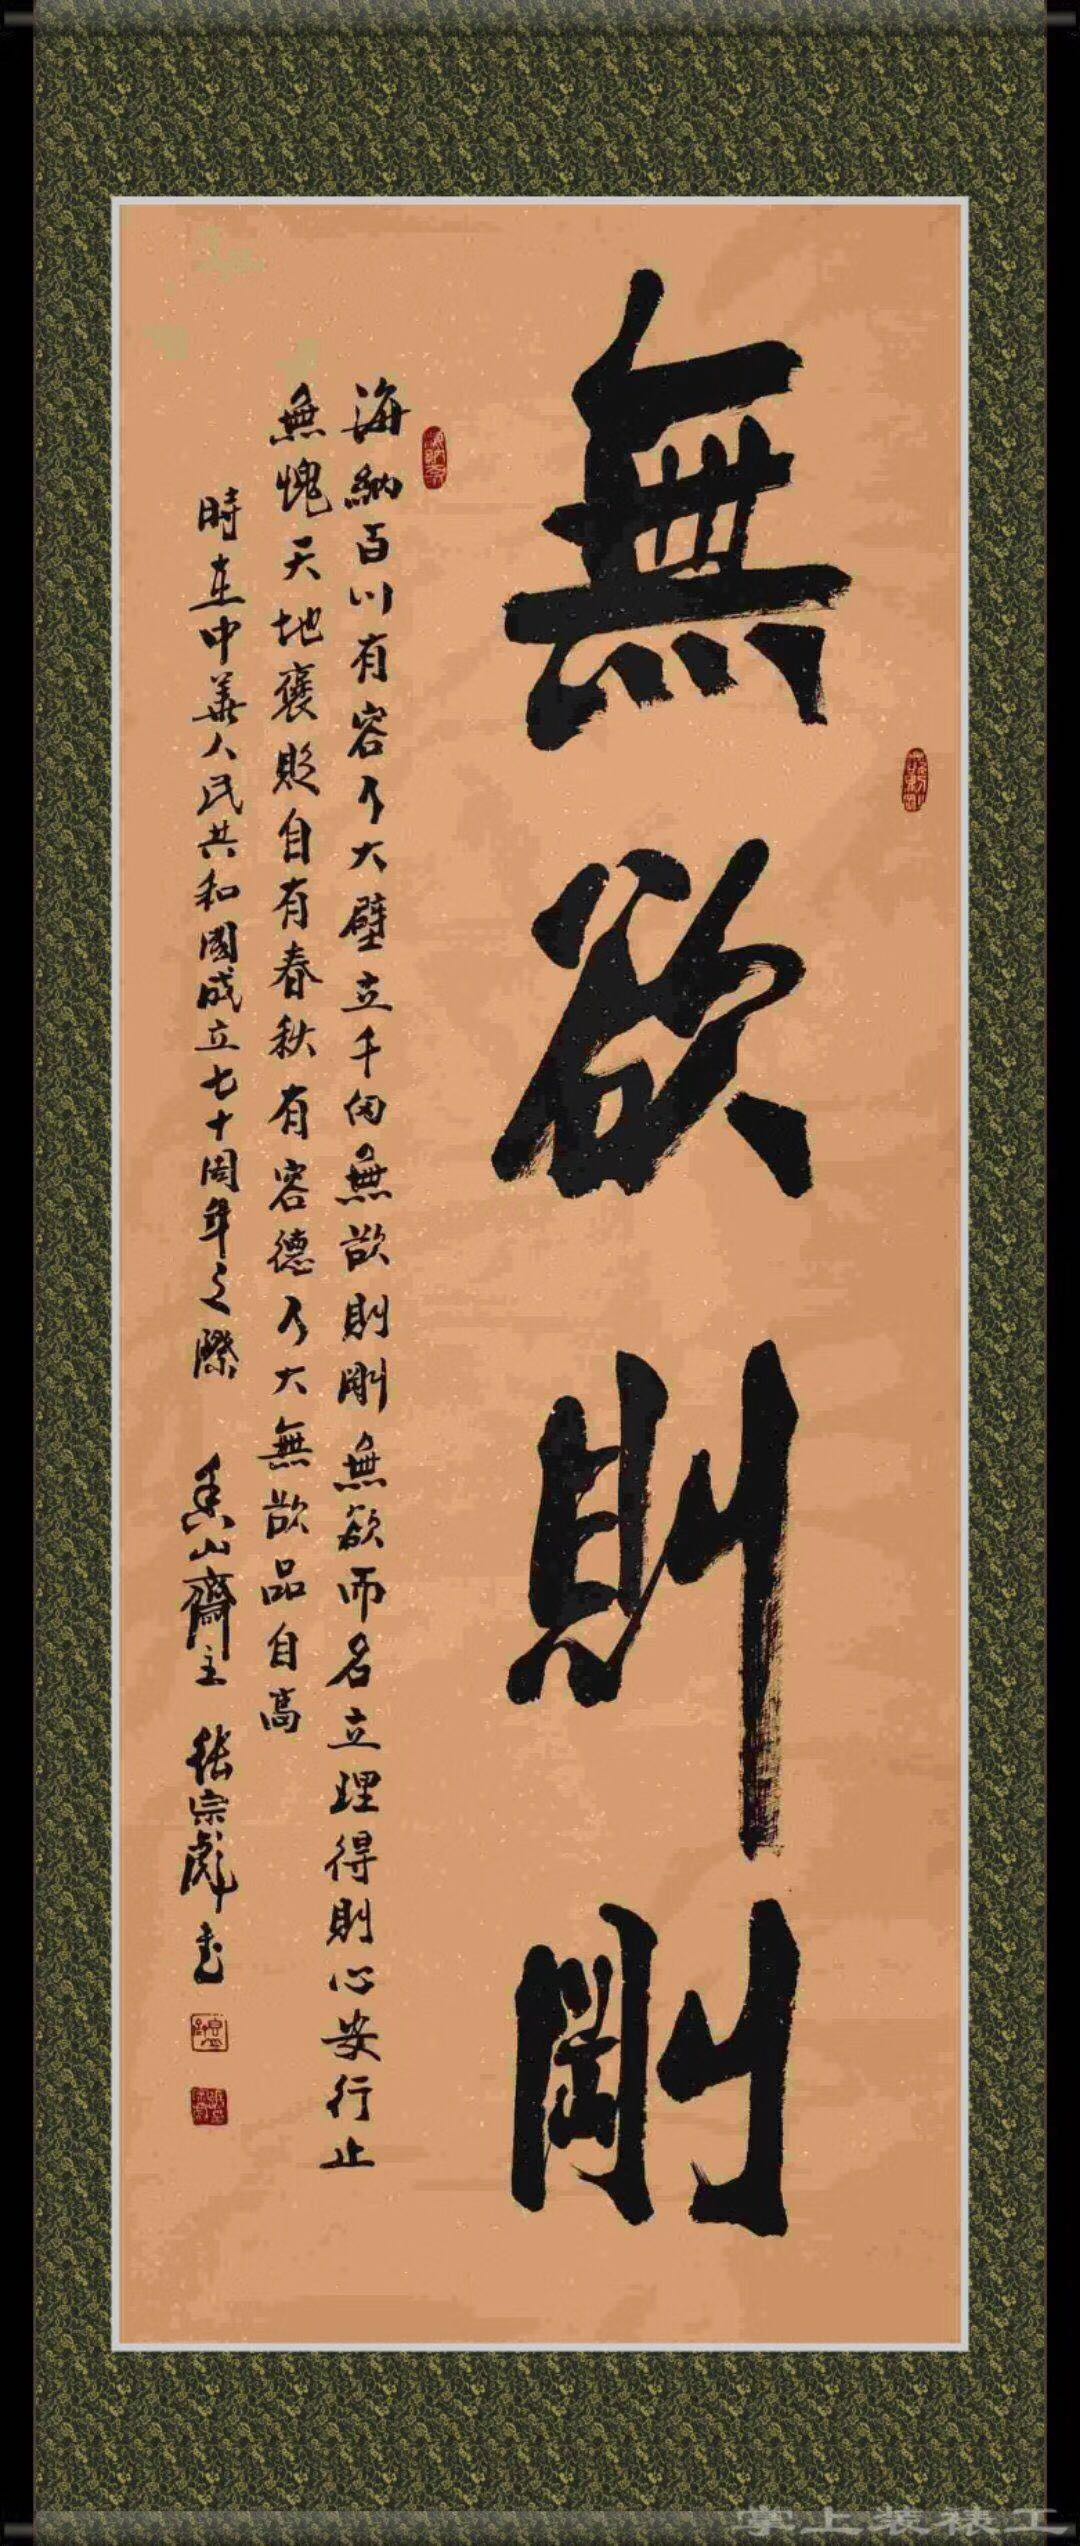 無欲則剛
海納百川有容乃大壁立千仞無欲則剛無欲而名立理得則心安行止
無愧天地褒貶自有春秋有容德乃大無欲品自高
時在中華人民共和國成立七十周年之際 香山齋主 張宗彪書
掌上装裱工